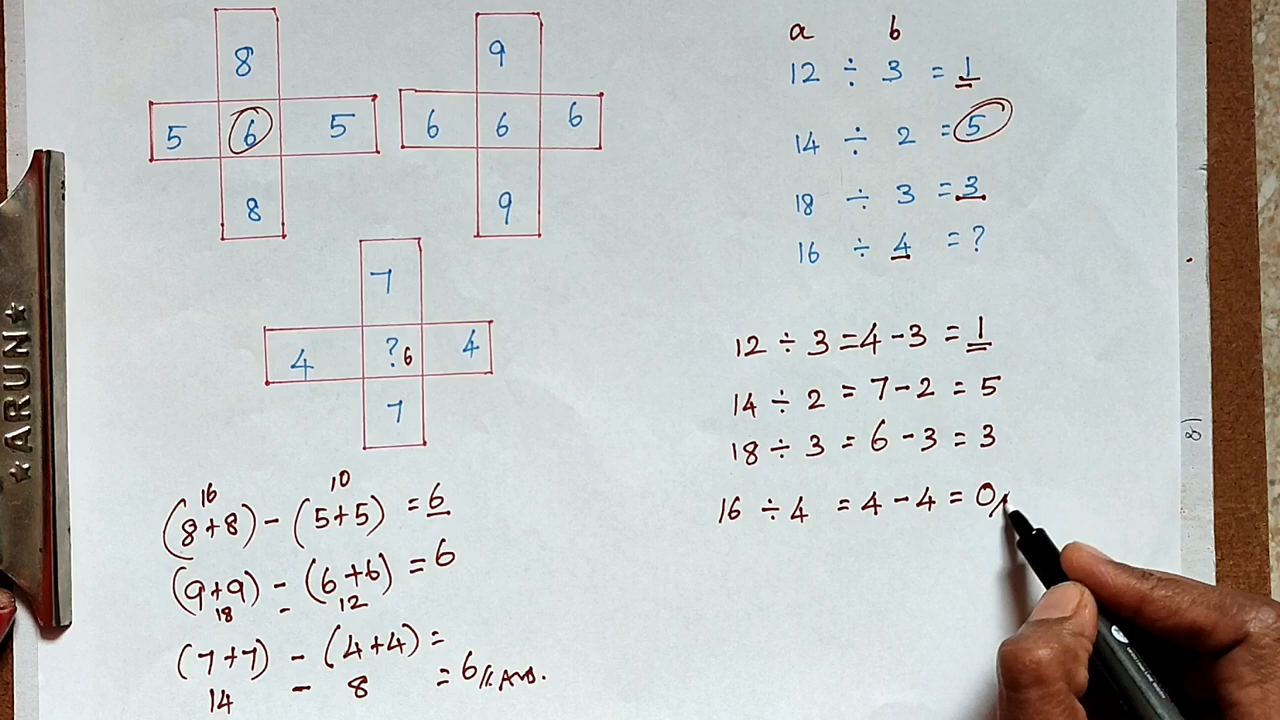 8
5 6 5
8
9
6 6 6
9
7
4 ? 6 4
7
16 10
(8+8) - (5+5) = 6
(9+9) - (6+6) = 6
18 - 12
(7+7) - (4+4) =
14 - 8 = 6 // Ans.
a b
12 ÷ 3 = 1
14 ÷ 2 = 5
18 ÷ 3 = 3
16 ÷ 4 = ?
12 ÷ 3 = 4 - 3 = 1
14 ÷ 2 = 7 - 2 = 5
18 ÷ 3 = 6 - 3 = 3
16 ÷ 4 = 4 - 4 = 0
★ARUN★